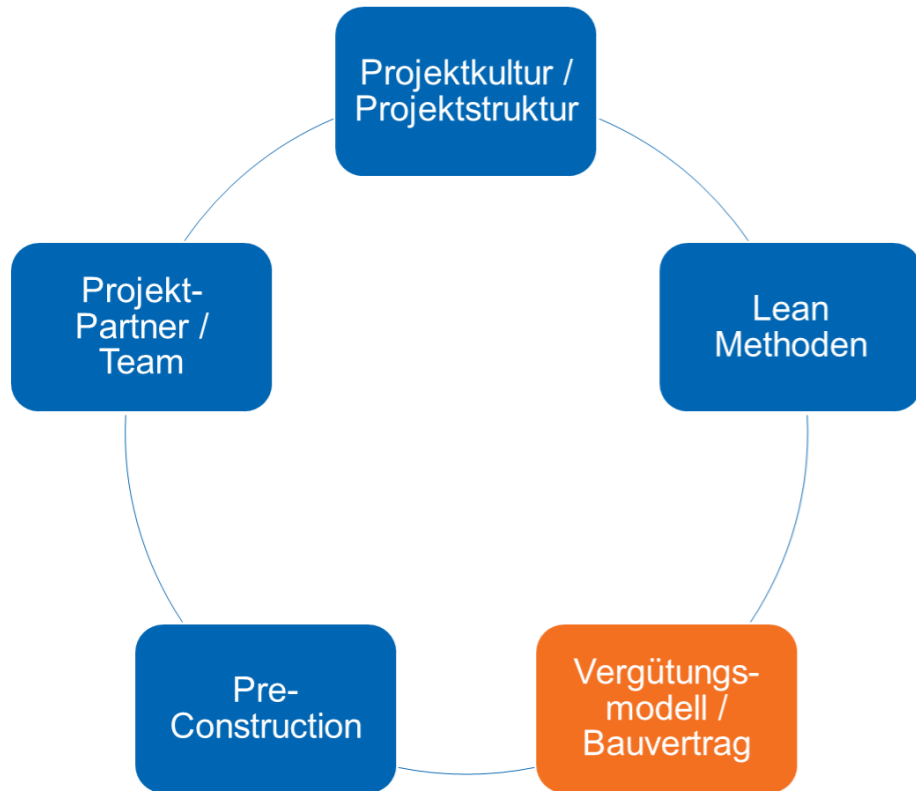 Projektkultur /
Projektstruktur
Projekt-
Partner /
Team
Lean
Methoden
Pre-
Construction
Vergütungs-
modell /
Bauvertrag